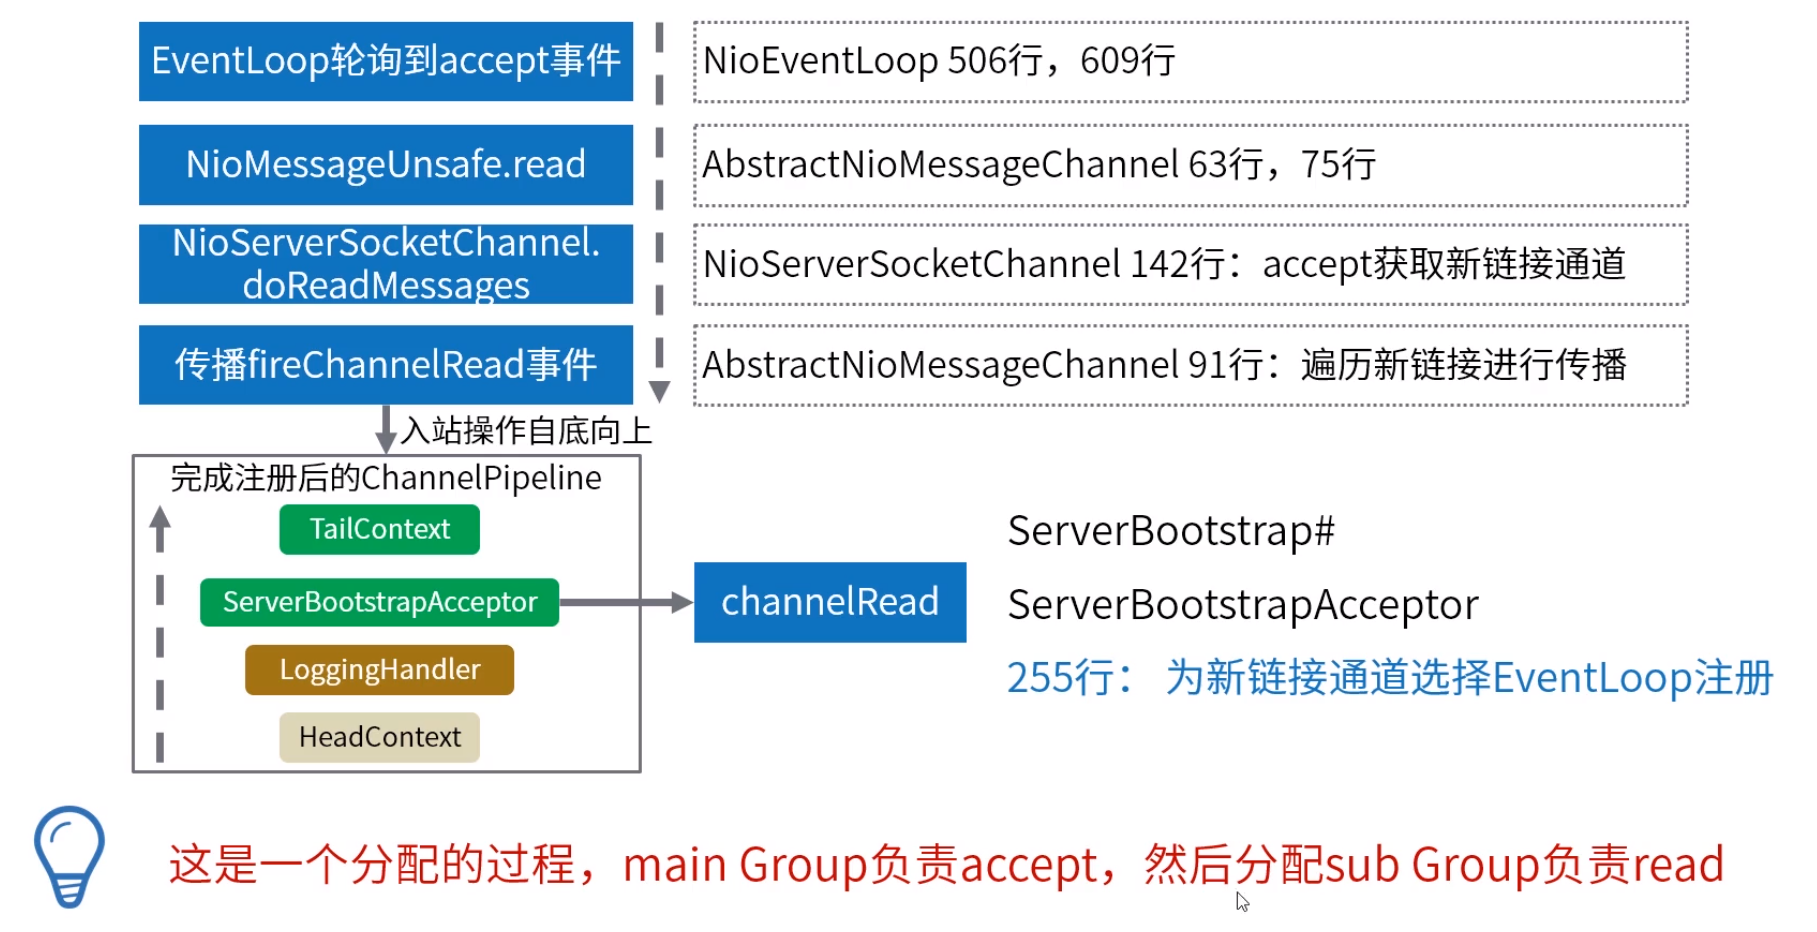 EventLoop轮询到accept事件
NioEventLoop 506行，609行
NioMessageUnsafe.read
AbstractNioMessageChannel 63行，75行
NioServerSocketChannel.
doReadMessages
NioServerSocketChannel 142行：accept获取新链接通道
传播fireChannelRead事件
AbstractNioMessageChannel 91行：遍历新链接进行传播
入站操作自底向上
完成注册后的ChannelPipeline
TailContext
ServerBootstrapAcceptor
LoggingHandler
HeadContext
channelRead
ServerBootstrap#
ServerBootstrapAcceptor
255行： 为新链接通道选择EventLoop注册
这是一个分配的过程，main Group负责accept，然后分配sub Group负责read